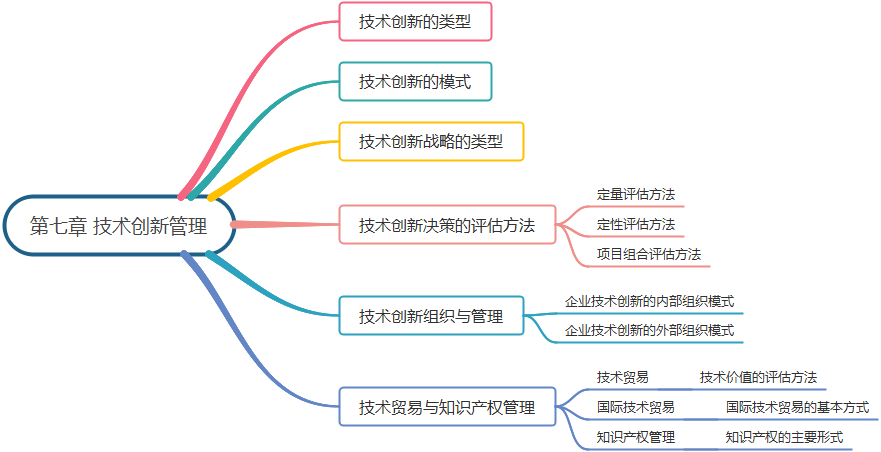 第七章 技术创新管理
技术创新的类型
技术创新的模式
技术创新战略的类型
技术创新决策的评估方法
定量评估方法
定性评估方法
项目组合评估方法
技术创新组织与管理
企业技术创新的内部组织模式
企业技术创新的外部组织模式
技术贸易与知识产权管理
技术贸易
技术价值的评估方法
国际技术贸易
国际技术贸易的基本方式
知识产权管理
知识产权的主要形式